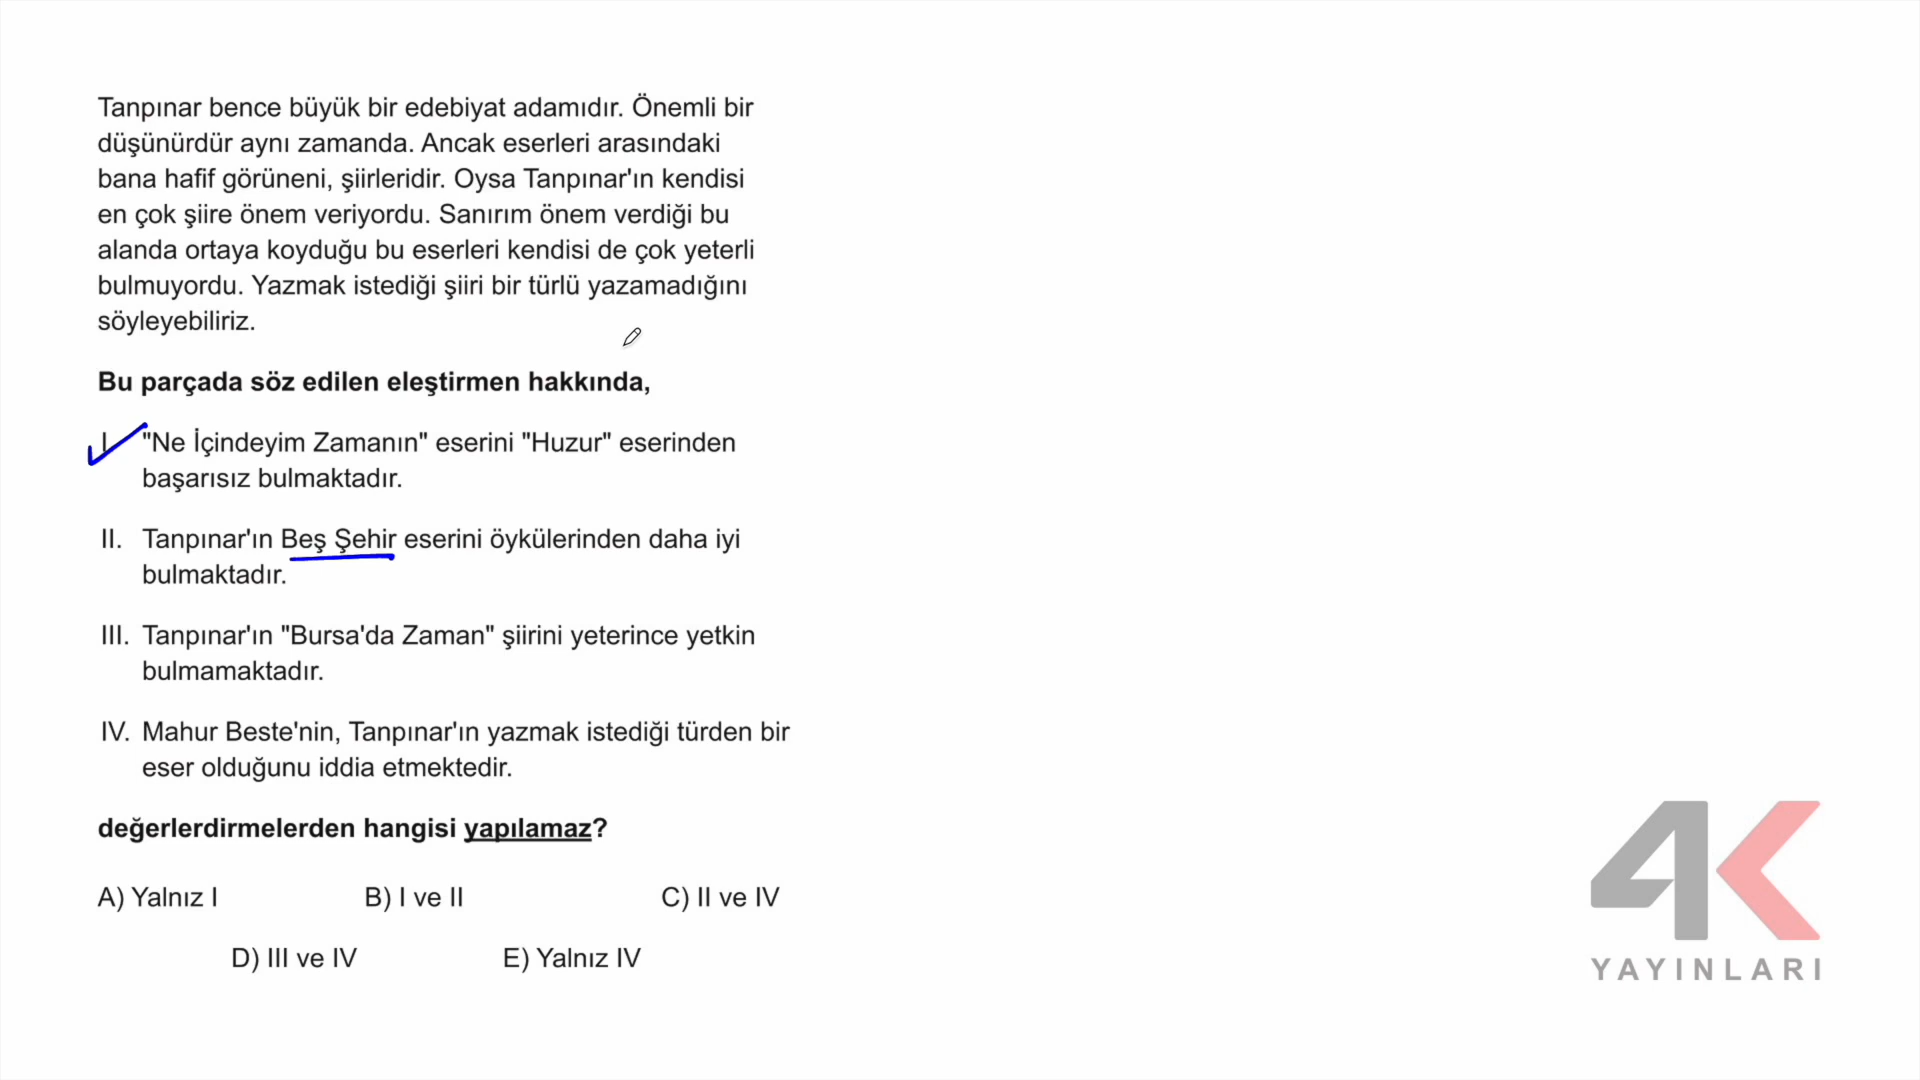 Tanpınar bence büyük bir edebiyat adamıdır. Önemli bir
düşünürdür aynı zamanda. Ancak eserleri arasındaki
bana hafif görüneni, şiirleridir. Oysa Tanpınar'ın kendisi
en çok şiire önem veriyordu. Sanırım önem verdiği bu
alanda ortaya koyduğu bu eserleri kendisi de çok yeterli
bulmuyordu. Yazmak istediği şiiri bir türlü yazamadığını
söyleyebiliriz.
Bu parçada söz edilen eleştirmen hakkında,
I. "Ne İçindeyim Zamanın" eserini "Huzur" eserinden
başarısız bulmaktadır.
II. Tanpınar'ın Beş Şehir eserini öykülerinden daha iyi
bulmaktadır.
III. Tanpınar'ın "Bursa'da Zaman" şiirini yeterince yetkin
bulmamaktadır.
IV. Mahur Beste'nin, Tanpınar'ın yazmak istediği türden bir
eser olduğunu iddia etmektedir.
değerlerdirmelerden hangisi yapılamaz?
A) Yalnız I B) I ve II C) II ve IV
D) III ve IV E) Yalnız IV
4K
YAYINLARI